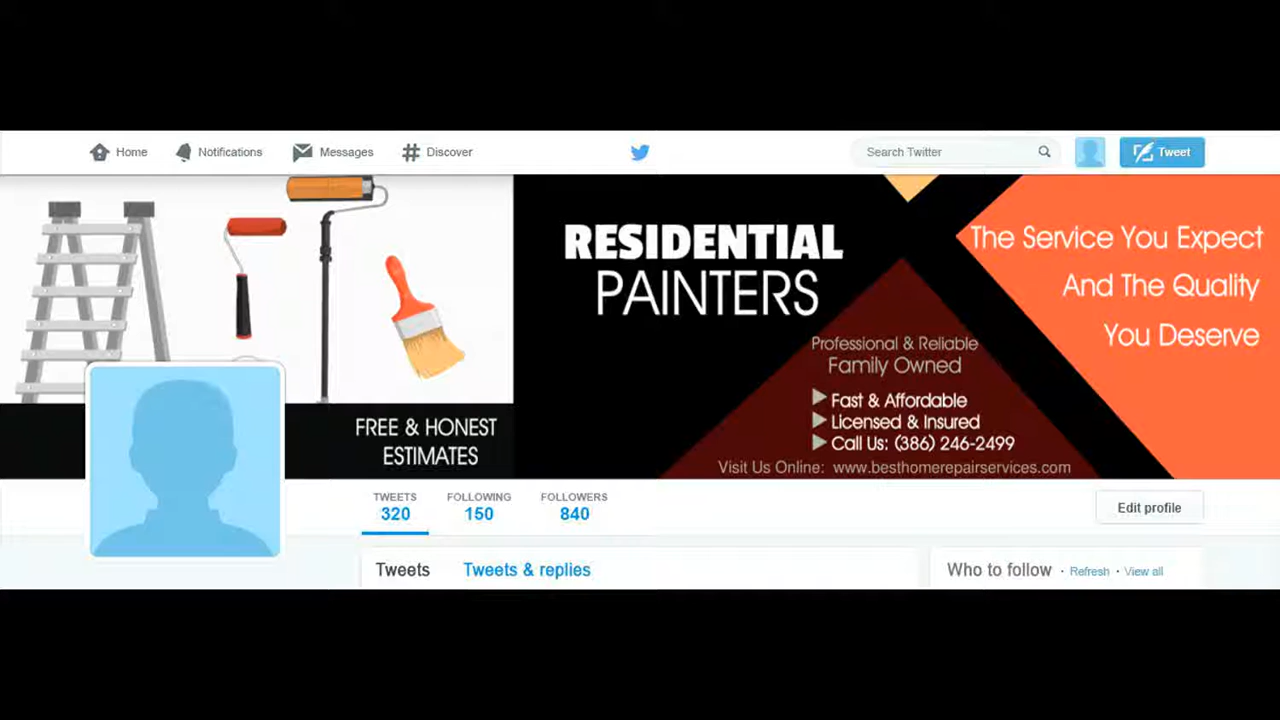 Home
Notifications
Messages
Discover
Search Twitter
Tweet
RESIDENTIAL
PAINTERS
The Service You Expect
And The Quality
You Deserve
Professional & Reliable
Family Owned
Fast & Affordable
Licensed & Insured
Call Us: (386) 246-2499
Visit Us Online: www.besthomerepairservices.com
FREE & HONEST
ESTIMATES
TWEETS
320
FOLLOWING
150
FOLLOWERS
840
Edit profile
Tweets
Tweets & replies
Who to follow · Refresh · View all